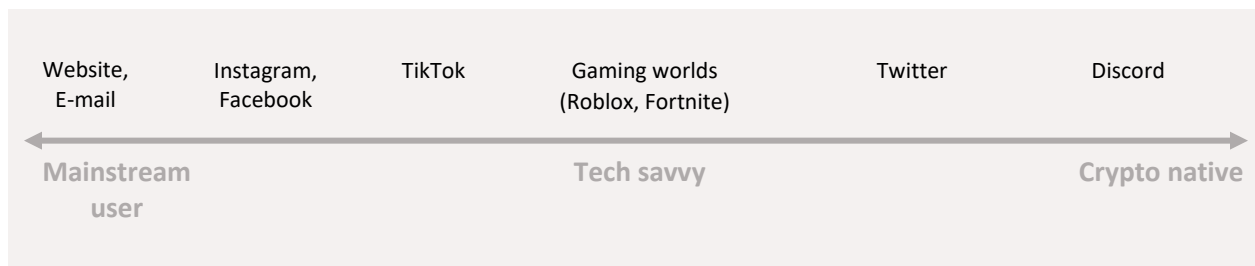 Website,
E-mail
Instagram,
Facebook
TikTok
Gaming worlds
(Roblox, Fortnite)
Twitter
Discord
Mainstream
user
Tech savvy
Crypto native